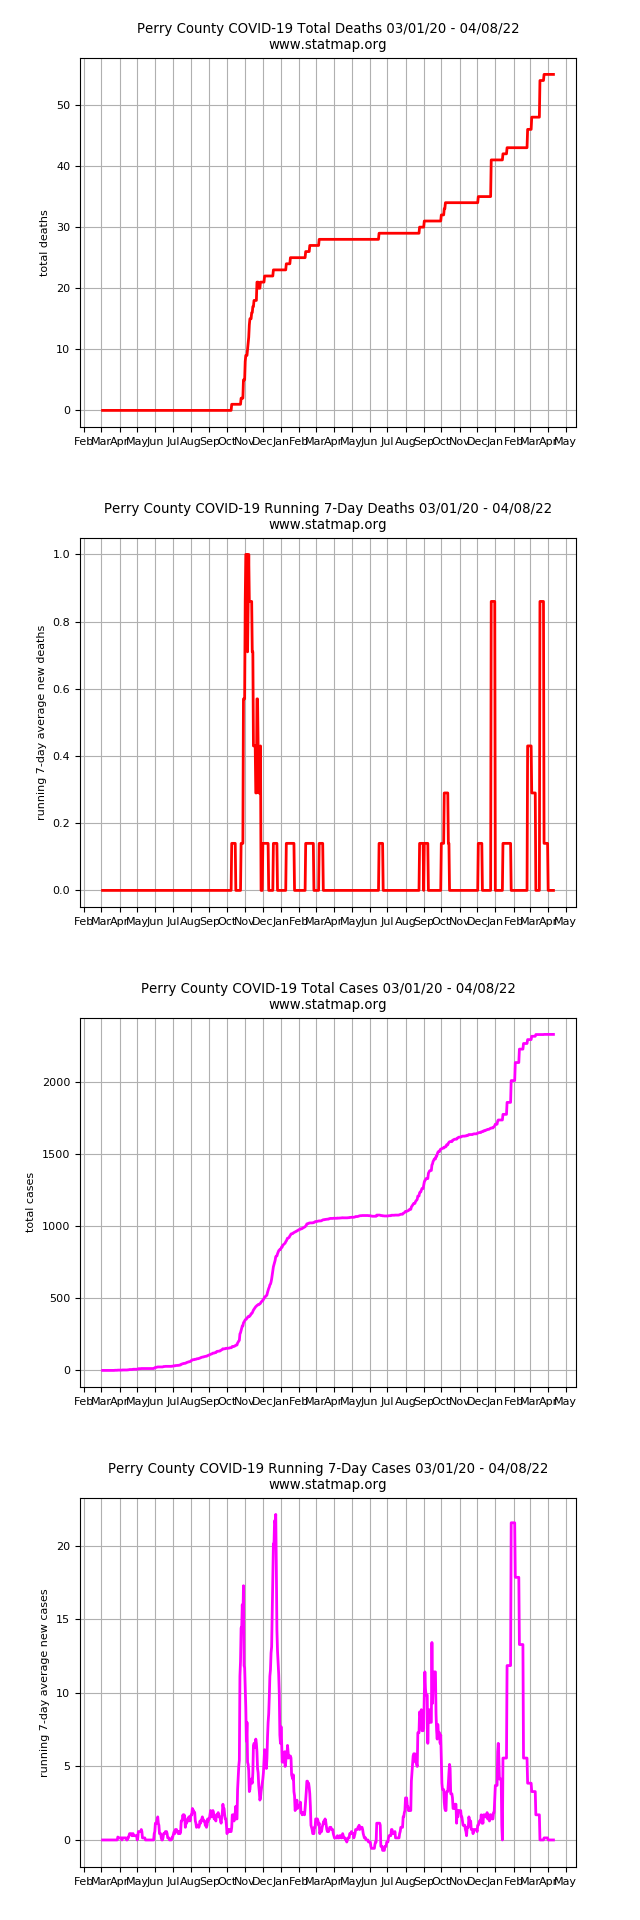 Perry County COVID-19 Total Deaths 03/01/20 - 04/08/22
www.statmap.org
total deaths
50
40
30
20
10
0
Feb Mar Apr May Jun Jul Aug Sep Oct Nov Dec Jan Feb Mar Apr May Jun Jul Aug Sep Oct Nov Dec Jan Feb Mar Apr May
Perry County COVID-19 Running 7-Day Deaths 03/01/20 - 04/08/22
www.statmap.org
running 7-day average new deaths
1.0
0.8
0.6
0.4
0.2
0.0
Feb Mar Apr May Jun Jul Aug Sep Oct Nov Dec Jan Feb Mar Apr May Jun Jul Aug Sep Oct Nov Dec Jan Feb Mar Apr May
Perry County COVID-19 Total Cases 03/01/20 - 04/08/22
www.statmap.org
total cases
2000
1500
1000
500
0
Feb Mar Apr May Jun Jul Aug Sep Oct Nov Dec Jan Feb Mar Apr May Jun Jul Aug Sep Oct Nov Dec Jan Feb Mar Apr May
Perry County COVID-19 Running 7-Day Cases 03/01/20 - 04/08/22
www.statmap.org
running 7-day average new cases
20
15
10
5
0
Feb Mar Apr May Jun Jul Aug Sep Oct Nov Dec Jan Feb Mar Apr May Jun Jul Aug Sep Oct Nov Dec Jan Feb Mar Apr May